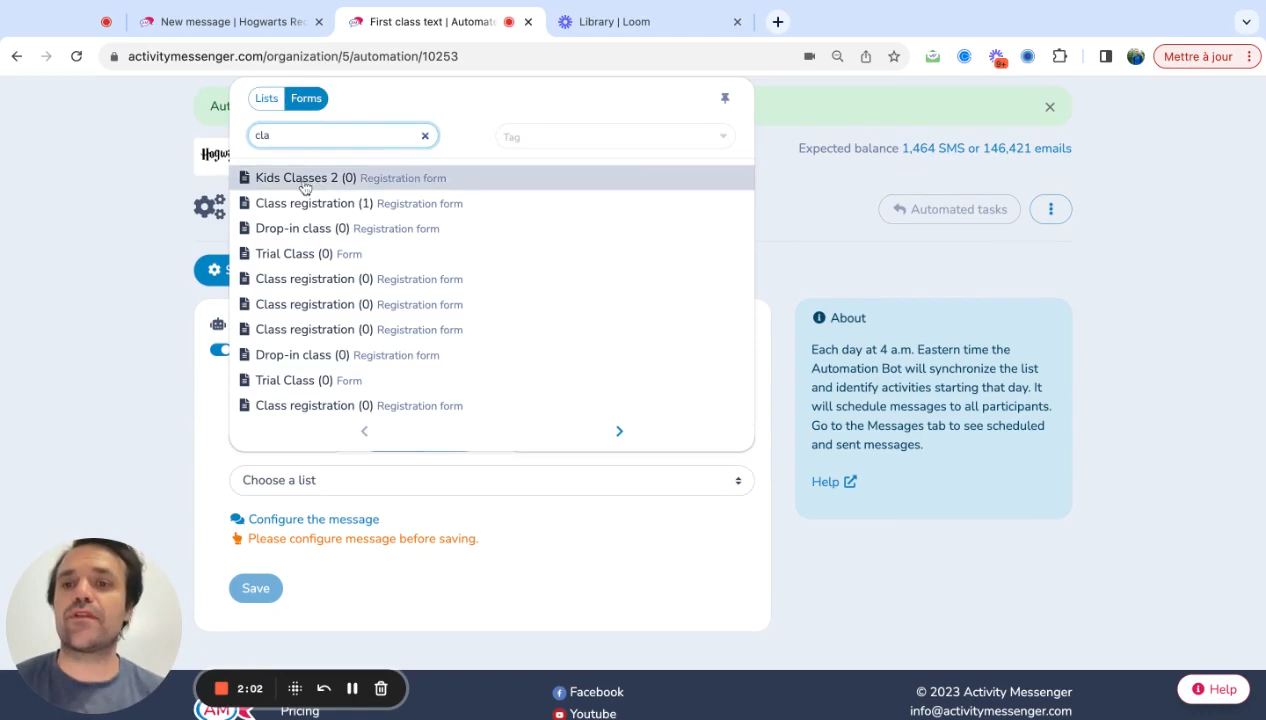 New message | Hogwarts Rec
First class text | Automate
Library | Loom
activitymessenger.com/organization/5/automation/10253
9+
Mettre à jour
Lists
Forms
cla
Tag
Expected balance 1,464 SMS or 146,421 emails
Kids Classes 2 (0) Registration form
Class registration (1) Registration form
Drop-in class (0) Registration form
Trial Class (0) Form
Class registration (0) Registration form
Class registration (0) Registration form
Class registration (0) Registration form
Drop-in class (0) Registration form
Trial Class (0) Form
Class registration (0) Registration form
Automated tasks
About
Each day at 4 a.m. Eastern time the
Automation Bot will synchronize the list
and identify activities starting that day. It
will schedule messages to all participants.
Go to the Messages tab to see scheduled
and sent messages.
Help
Choose a list
Configure the message
Please configure message before saving.
Save
2:02
AM
Pricing
Facebook
Youtube
© 2023 Activity Messenger
info@activitymessenger.com
Help